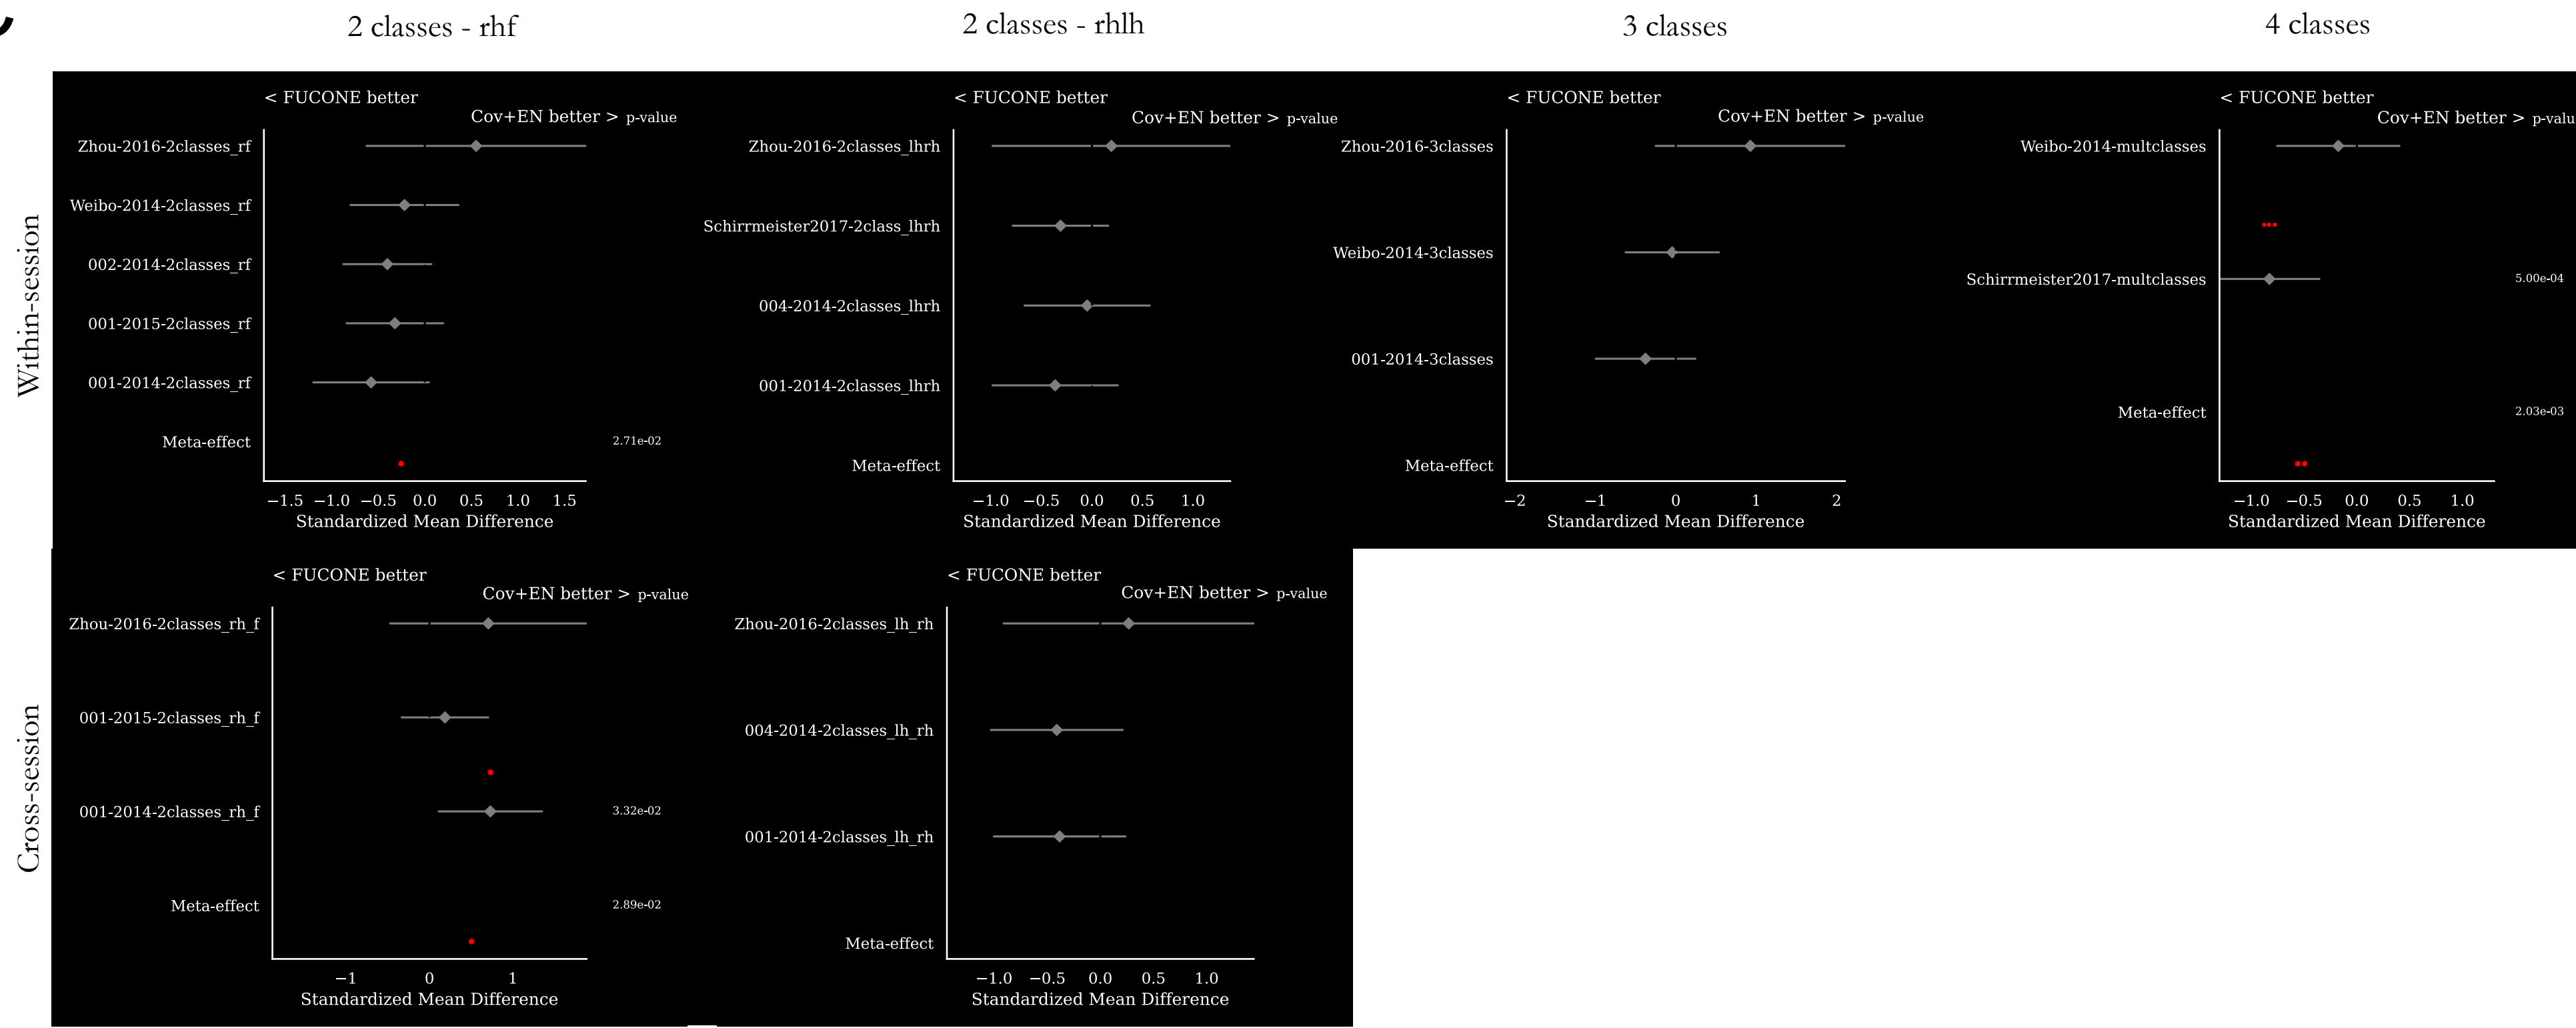 2 classes - rhf
2 classes - rhlh
3 classes
4 classes
Within-session
< FUCONE better
Cov+EN better > p-value
Zhou-2016-2classes_rf
Weibo-2014-2classes_rf
002-2014-2classes_rf
001-2015-2classes_rf
001-2014-2classes_rf
Meta-effect
2.71e-02
−1.5 −1.0 −0.5 0.0 0.5 1.0 1.5
Standardized Mean Difference
< FUCONE better
Cov+EN better > p-value
Zhou-2016-2classes_lhrh
Schirrmeister2017-2class_lhrh
004-2014-2classes_lhrh
001-2014-2classes_lhrh
Meta-effect
−1.0 −0.5 0.0 0.5 1.0
Standardized Mean Difference
< FUCONE better
Cov+EN better > p-value
Zhou-2016-3classes
Weibo-2014-3classes
001-2014-3classes
Meta-effect
−2 −1 0 1 2
Standardized Mean Difference
< FUCONE better
Cov+EN better > p-valu
Weibo-2014-multclasses
Schirrmeister2017-multclasses
5.00e-04
Meta-effect
2.03e-03
−1.0 −0.5 0.0 0.5 1.0
Standardized Mean Difference
Cross-session
< FUCONE better
Cov+EN better > p-value
Zhou-2016-2classes_rh_f
001-2015-2classes_rh_f
001-2014-2classes_rh_f
3.32e-02
Meta-effect
2.89e-02
−1 0 1
Standardized Mean Difference
< FUCONE better
Cov+EN better > p-value
Zhou-2016-2classes_lh_rh
004-2014-2classes_lh_rh
001-2014-2classes_lh_rh
Meta-effect
−1.0 −0.5 0.0 0.5 1.0
Standardized Mean Difference